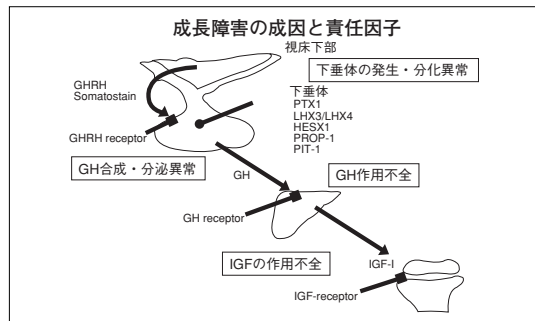 成長障害の成因と責任因子
視床下部
下垂体の発生・分化異常
GHRH
Somatostain
下垂体
PTX1
LHX3/LHX4
HESX1
PROP-1
PIT-1
GHRH receptor
GH合成・分泌異常
GH
GH作用不全
GH receptor
IGFの作用不全
IGF-I
IGF-receptor